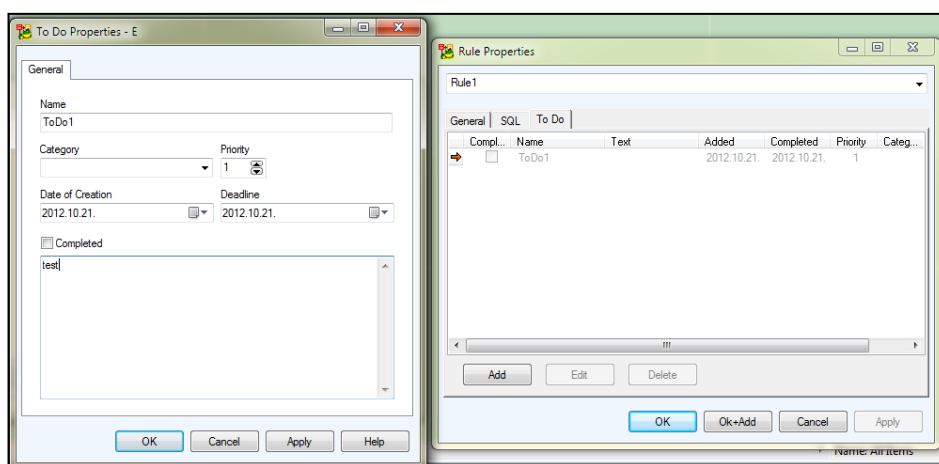 To Do Properties - E
General
Name
ToDo1
Category Priority
1
Date of Creation Deadline
2012.10.21. 2012.10.21.
Completed
test
OK Cancel Apply Help
Rule Properties
Rule1
General SQL To Do
Compl... Name Text Added Completed Priority Categ...
ToDo1 2012.10.21. 2012.10.21. 1
Add Edit Delete
OK Ok+Add Cancel Apply
Name: All Items